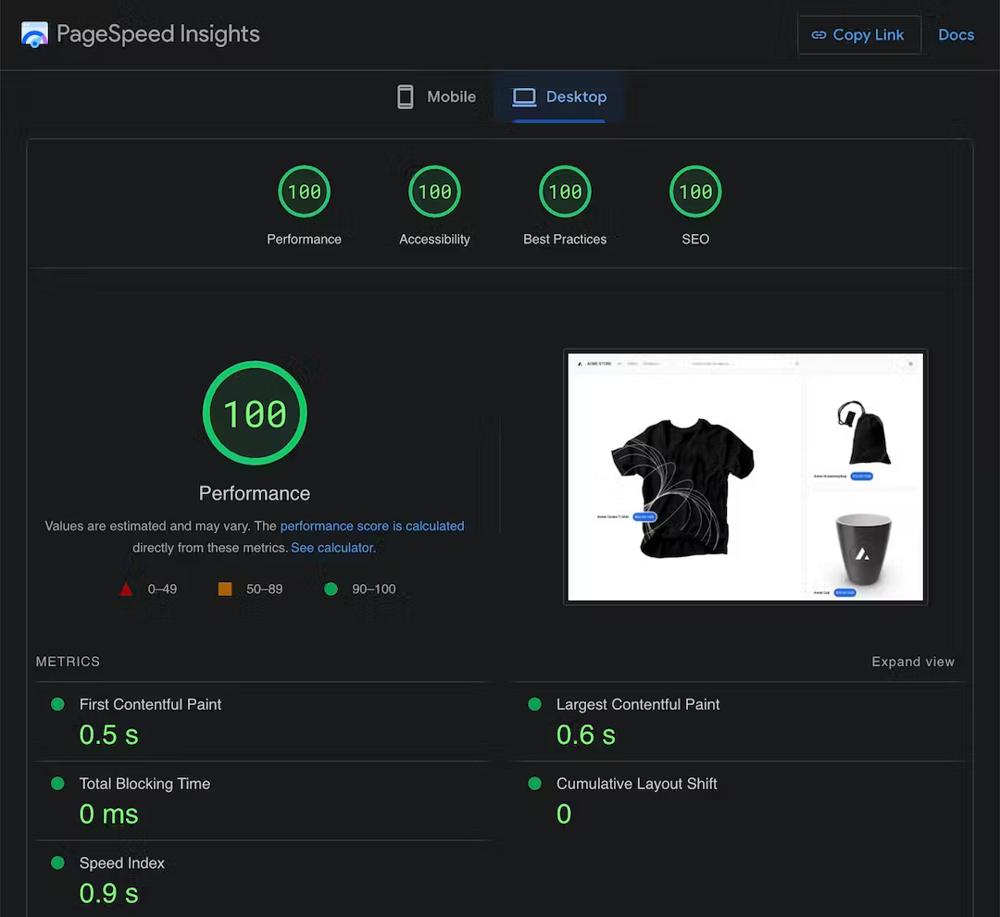 PageSpeed Insights
Copy Link
Docs
Mobile
Desktop
100
100
100
100
Performance
Accessibility
Best Practices
SEO
100
Performance
Values are estimated and may vary. The performance score is calculated
directly from these metrics. See calculator.
0–49
50–89
90–100
ACME STORE
METRICS
Expand view
First Contentful Paint
0.5 s
Largest Contentful Paint
0.6 s
Total Blocking Time
0 ms
Cumulative Layout Shift
0
Speed Index
0.9 s